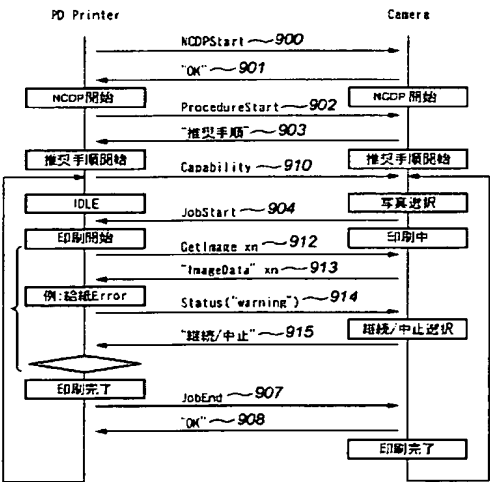 PD Printer
Camera
NCDPStart 900
"OK" 901
NCDP開始
NCDP開始
ProcedureStart 902
"推奨手順" 903
推奨手順開始
推奨手順開始
Capability 910
IDLE
写真選択
JobStart 904
印刷開始
印刷中
GetImage xn 912
"ImageData" xn 913
例:給紙Error
Status("warning") 914
継続/中止選択
"継続/中止" 915
印刷完了
JobEnd 907
"OK" 908
印刷完了